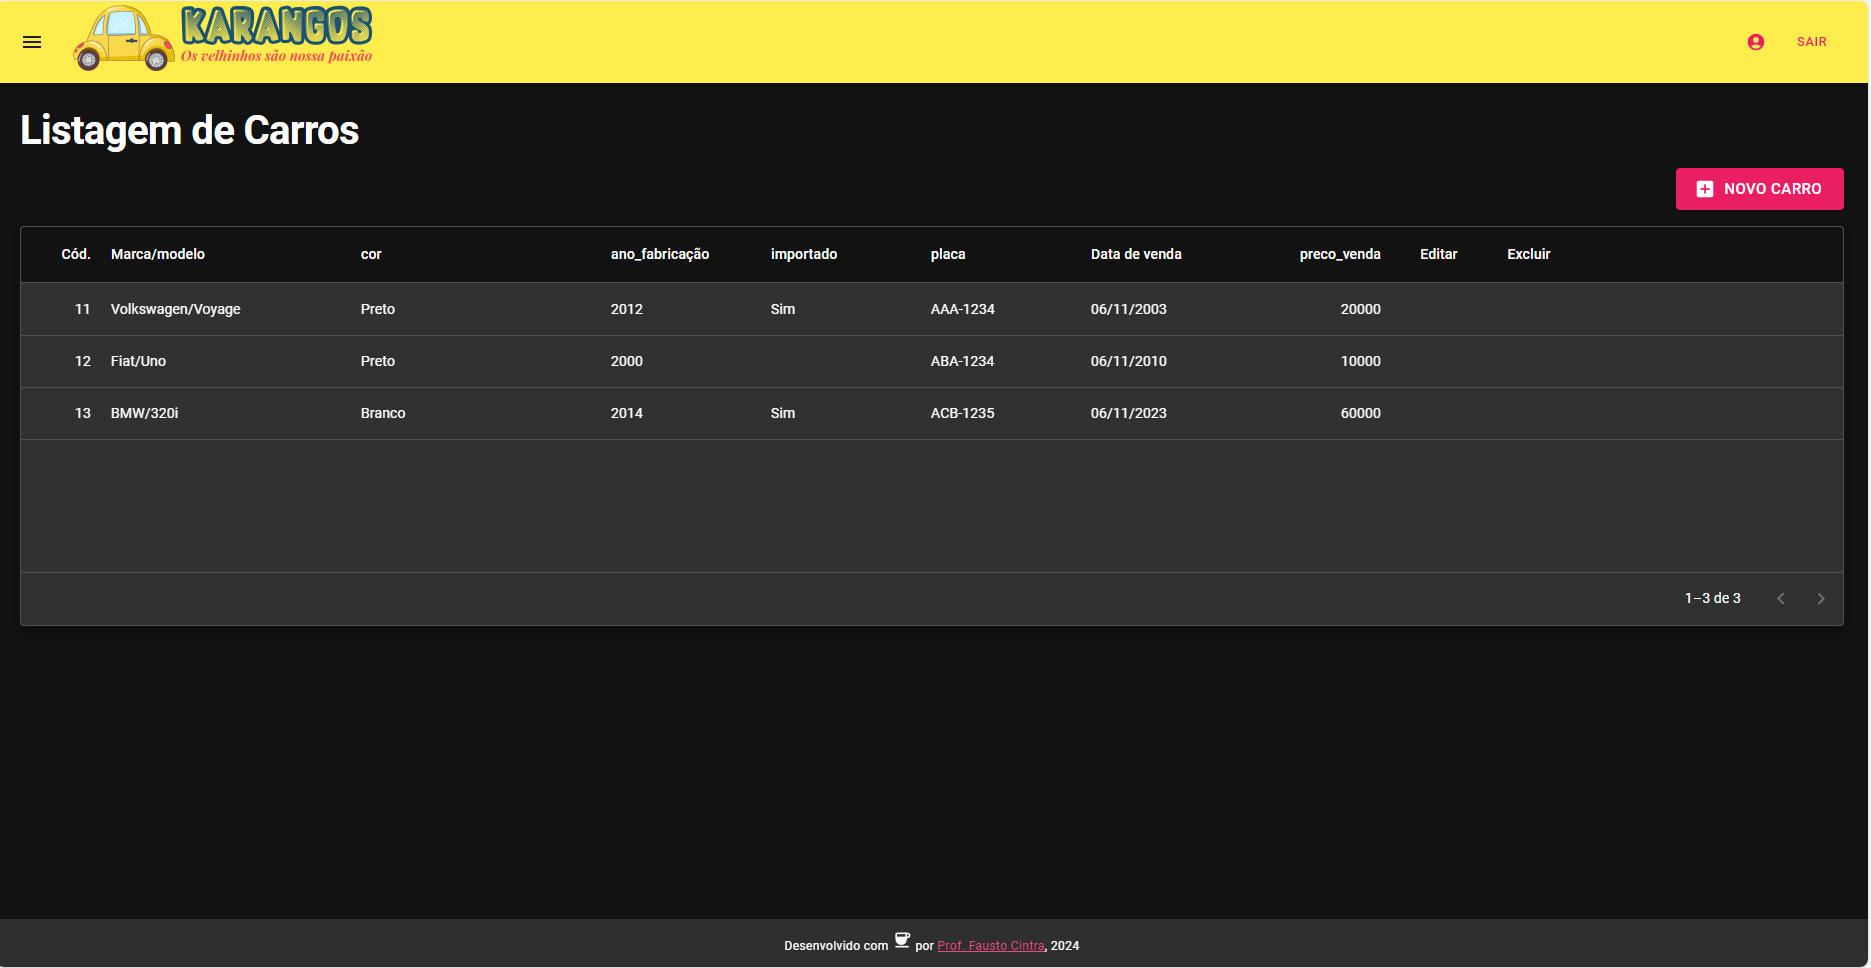 KARANGOS
Os velhinhos são nossa paixão
SAIR
Listagem de Carros
NOVO CARRO
Cód. Marca/modelo cor ano_fabricação importado placa Data de venda preco_venda Editar Excluir
11 Volkswagen/Voyage Preto 2012 Sim AAA-1234 06/11/2003 20000
12 Fiat/Uno Preto 2000 ABA-1234 06/11/2010 10000
13 BMW/320i Branco 2014 Sim ACB-1235 06/11/2023 60000
1–3 de 3
Desenvolvido com por Prof. Fausto Cintra, 2024